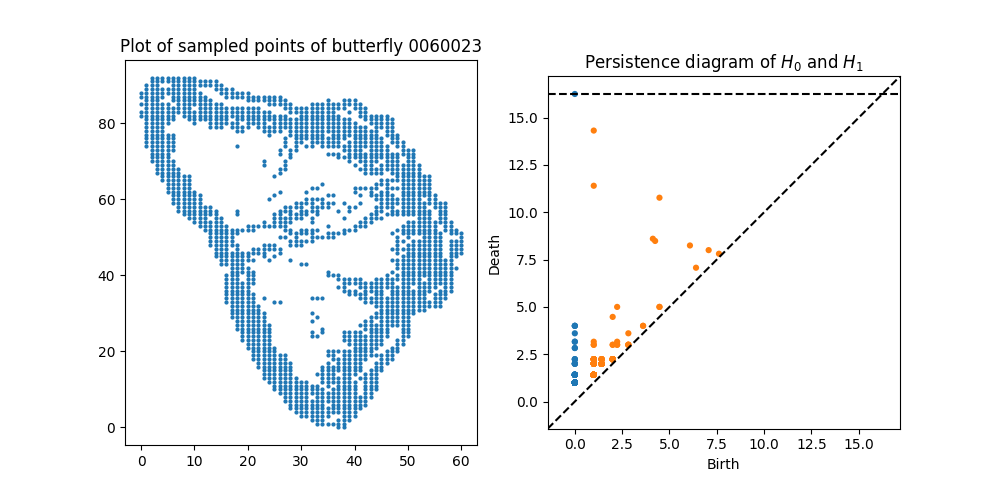 Plot of sampled points of butterfly 0060023
80
60
40
20
0
0 10 20 30 40 50 60
Persistence diagram of H₀ and H₁
Death
15.0
12.5
10.0
7.5
5.0
2.5
0.0
0.0 2.5 5.0 7.5 10.0 12.5 15.0
Birth